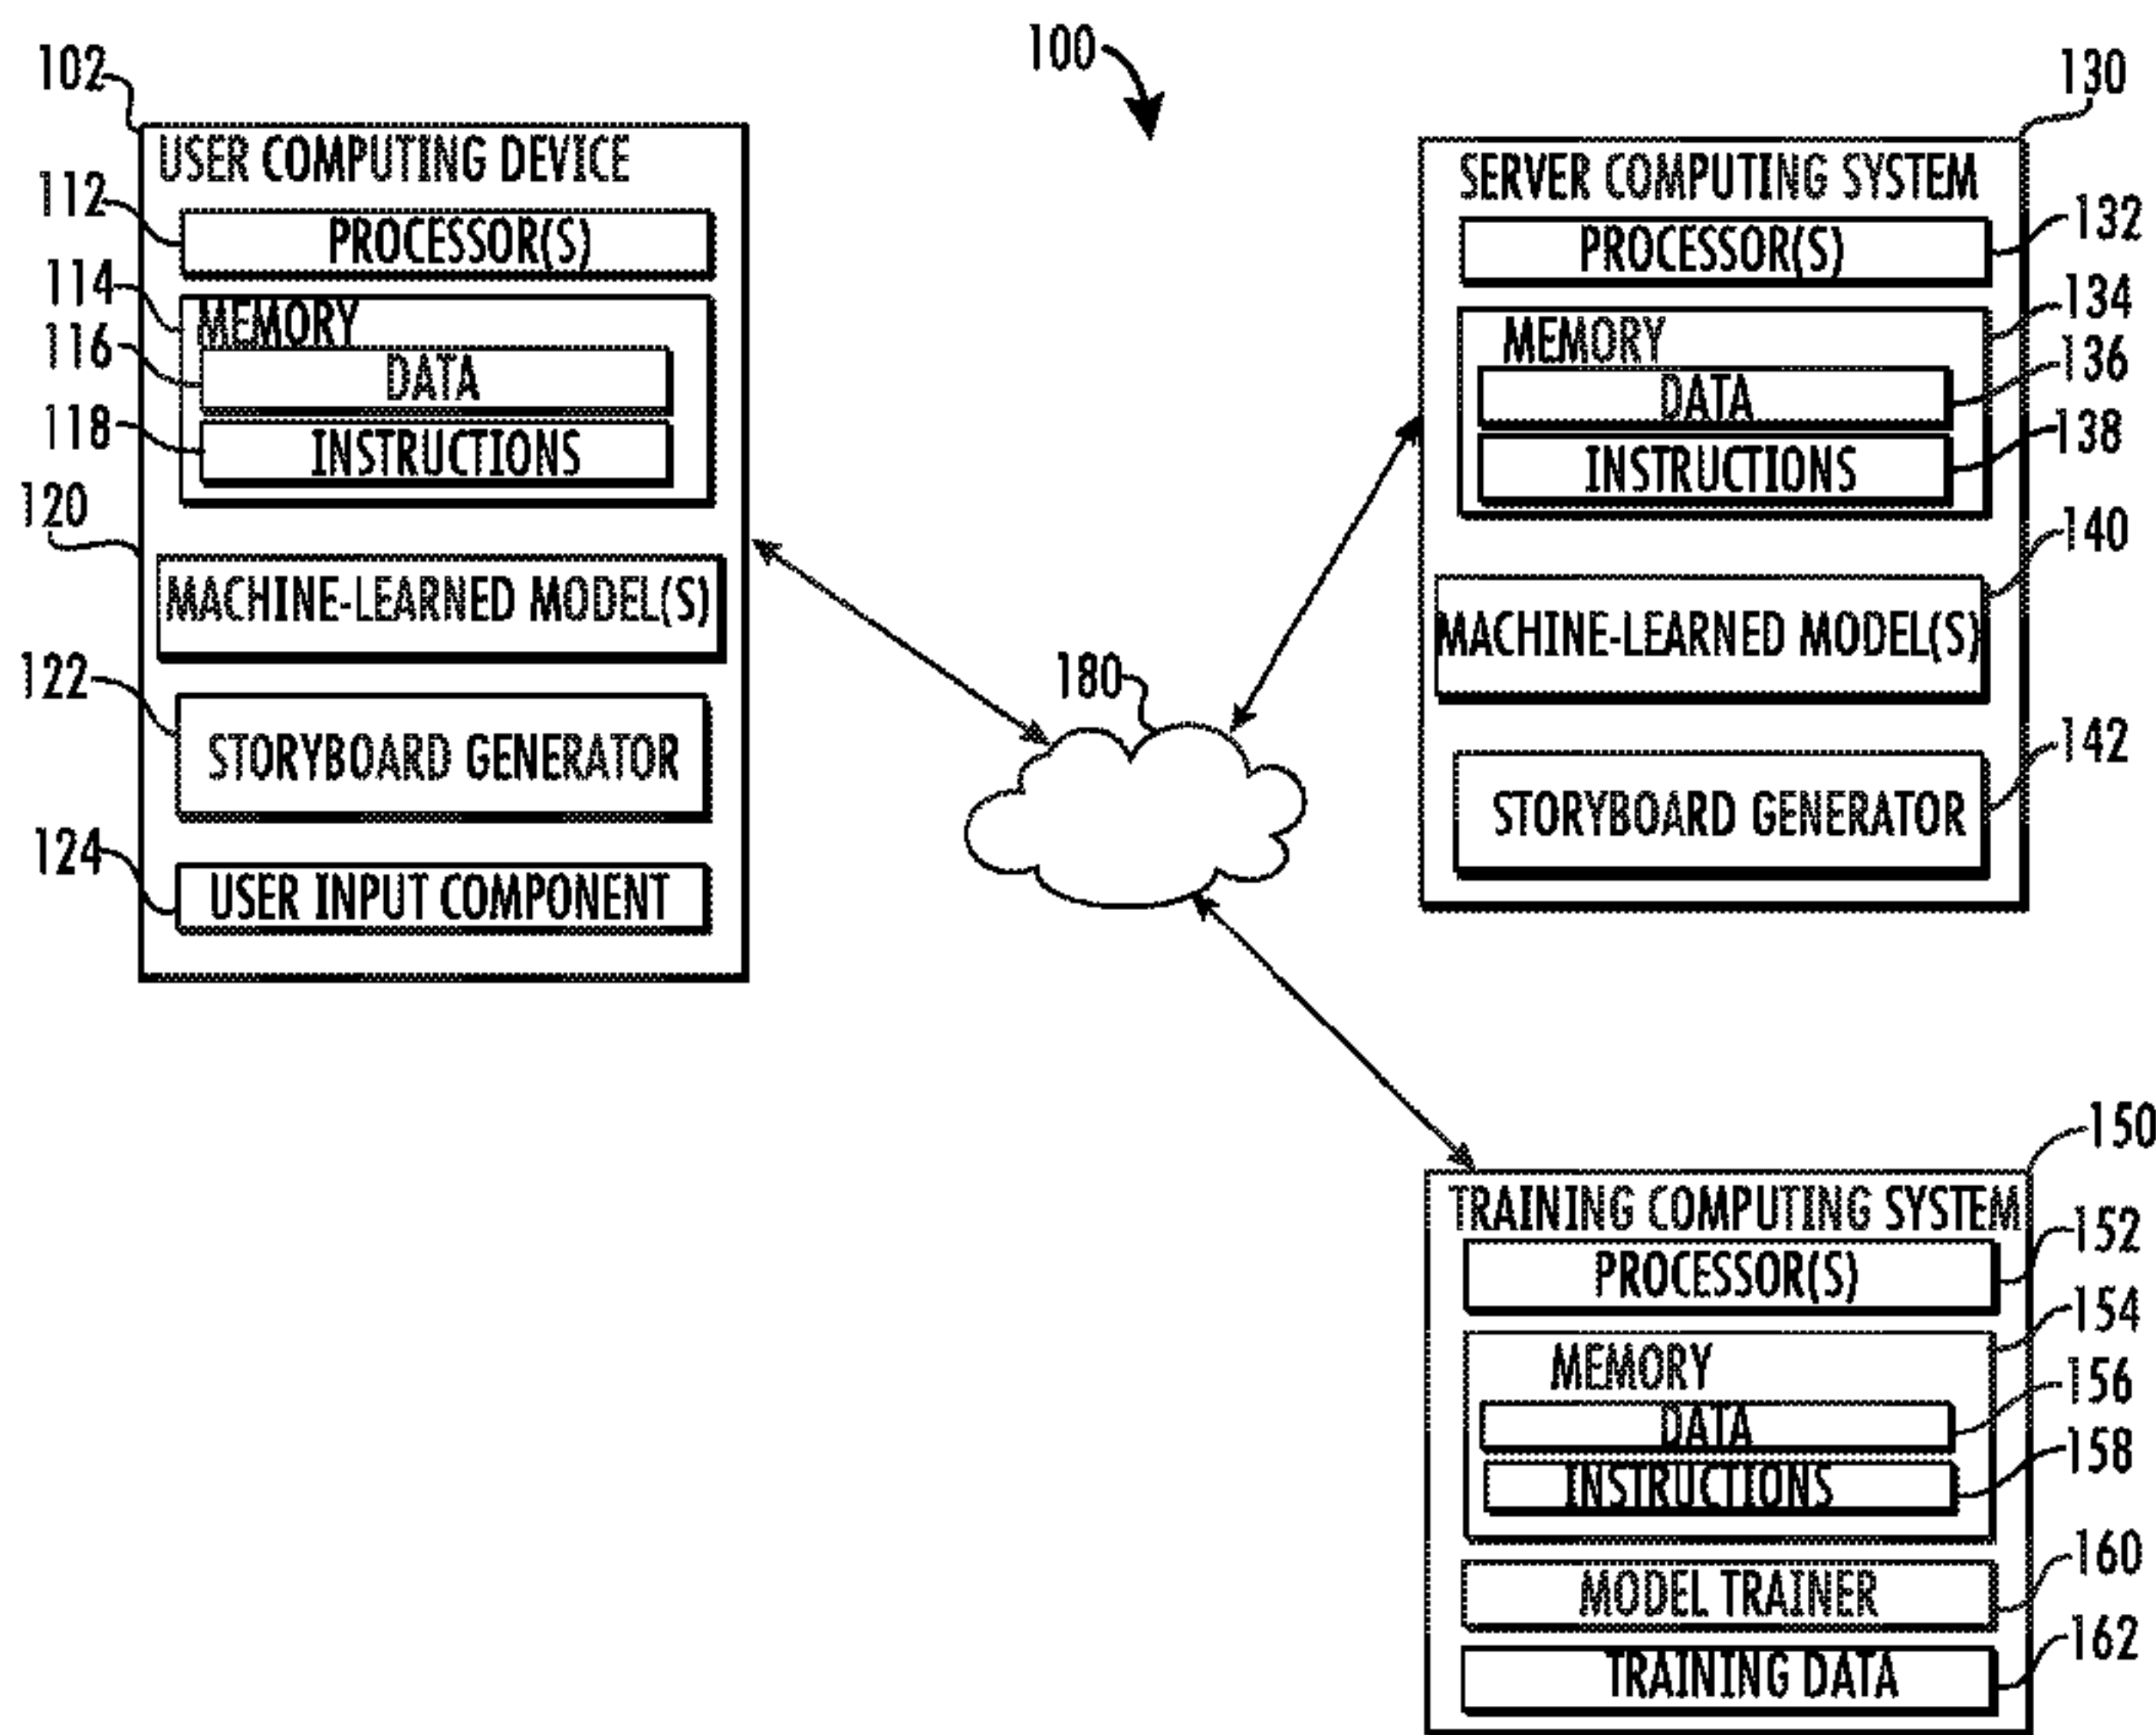 100
102
USER COMPUTING DEVICE
112
PROCESSOR(S)
114
MEMORY
116
DATA
118
INSTRUCTIONS
120
MACHINE-LEARNED MODEL(S)
122
STORYBOARD GENERATOR
124
USER INPUT COMPONENT
180
130
SERVER COMPUTING SYSTEM
PROCESSOR(S)
132
MEMORY
134
DATA
136
INSTRUCTIONS
138
MACHINE-LEARNED MODEL(S)
140
STORYBOARD GENERATOR
142
150
TRAINING COMPUTING SYSTEM
PROCESSOR(S)
152
MEMORY
154
DATA
156
INSTRUCTIONS
158
MODEL TRAINER
160
TRAINING DATA
162